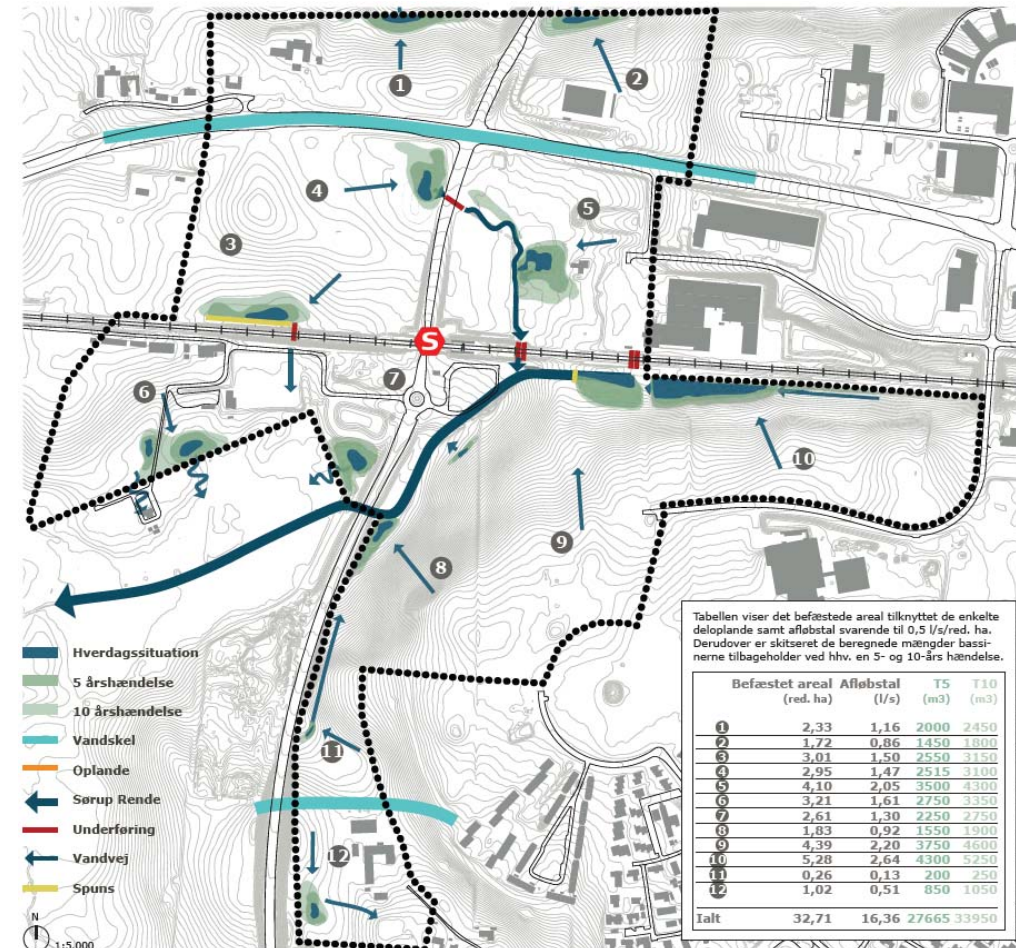 1
2
4
5
3
S
7
6
10
9
8
11
12
Hverdagssituation
5 årshændelse
10 årshændelse
Vandskel
Oplande
Sørup Rende
Underføring
Vandvej
Spuns
N
1:5.000
Tabellen viser det befæstede areal tilknyttet de enkelte
deloplande samt afløbstal svarende til 0,5 l/s/red. ha.
Derudover er skitseret de beregnede mængder bassi-
nerne tilbageholder ved hhv. en 5- og 10-års hændelse.
Befæstet areal Afløbstal T5 T10
(red. ha) (l/s) (m3) (m3)
1 2,33 1,16 2000 2450
2 1,72 0,86 1450 1800
3 3,01 1,50 2550 3150
4 2,95 1,47 2515 3100
5 4,10 2,05 3500 4300
6 3,21 1,61 2750 3350
7 2,61 1,30 2250 2750
8 1,83 0,92 1550 1900
9 4,39 2,20 3750 4600
10 5,28 2,64 4300 5250
11 0,26 0,13 200 250
12 1,02 0,51 850 1050
Ialt 32,71 16,36 27665 33950